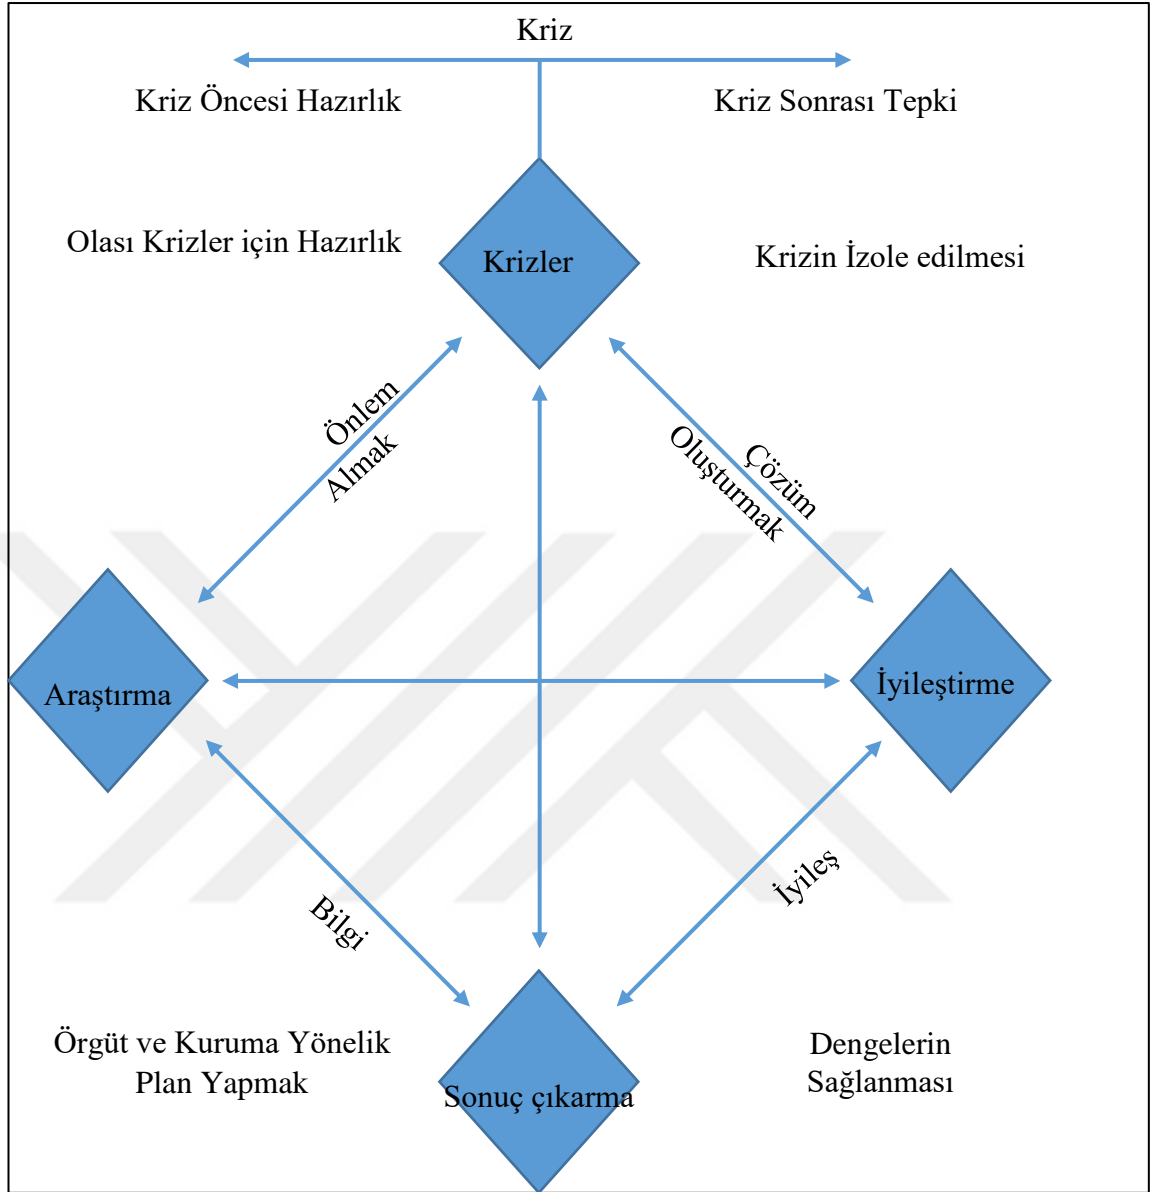 Kriz
Kriz Öncesi Hazırlık
Kriz Sonrası Tepki
Olası Krizler için Hazırlık
Krizler
Krizin İzole edilmesi
Önlem
Almak
Çözüm
Oluşturmak
Araştırma
İyileştirme
Bilgi
İyileş
Örgüt ve Kuruma Yönelik
Plan Yapmak
Sonuç çıkarma
Dengelerin
Sağlanması